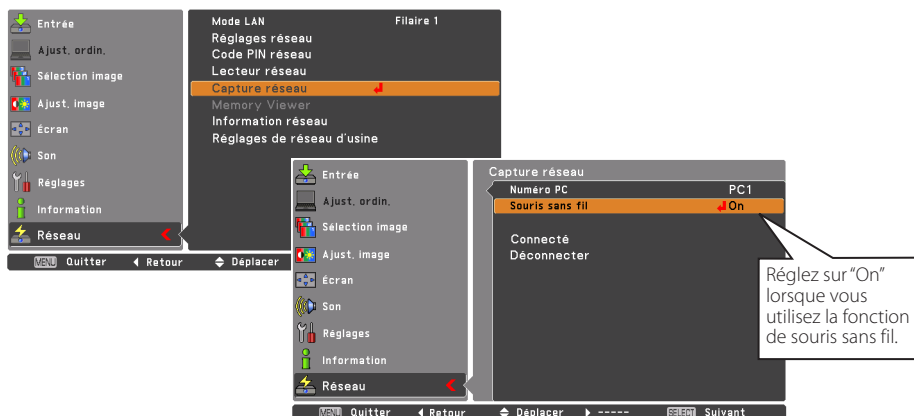 Entrée
Ajust. ordin.
Sélection image
Ajust. image
Écran
Son
Réglages
Information
Réseau
Mode LAN Filaire 1
Réglages réseau
Code PIN réseau
Lecteur réseau
Capture réseau
Memory Viewer
Information réseau
Réglages de réseau d'usine
MENU Quitter Retour Déplacer
Entrée
Ajust. ordin.
Sélection image
Ajust. image
Écran
Son
Réglages
Information
Réseau
Capture réseau
Numéro PC PC1
Souris sans fil On
Connecté
Déconnecter
MENU Quitter Retour Déplacer ----- SELECT Suivant
Réglez sur "On"
lorsque vous
utilisez la fonction
de souris sans fil.